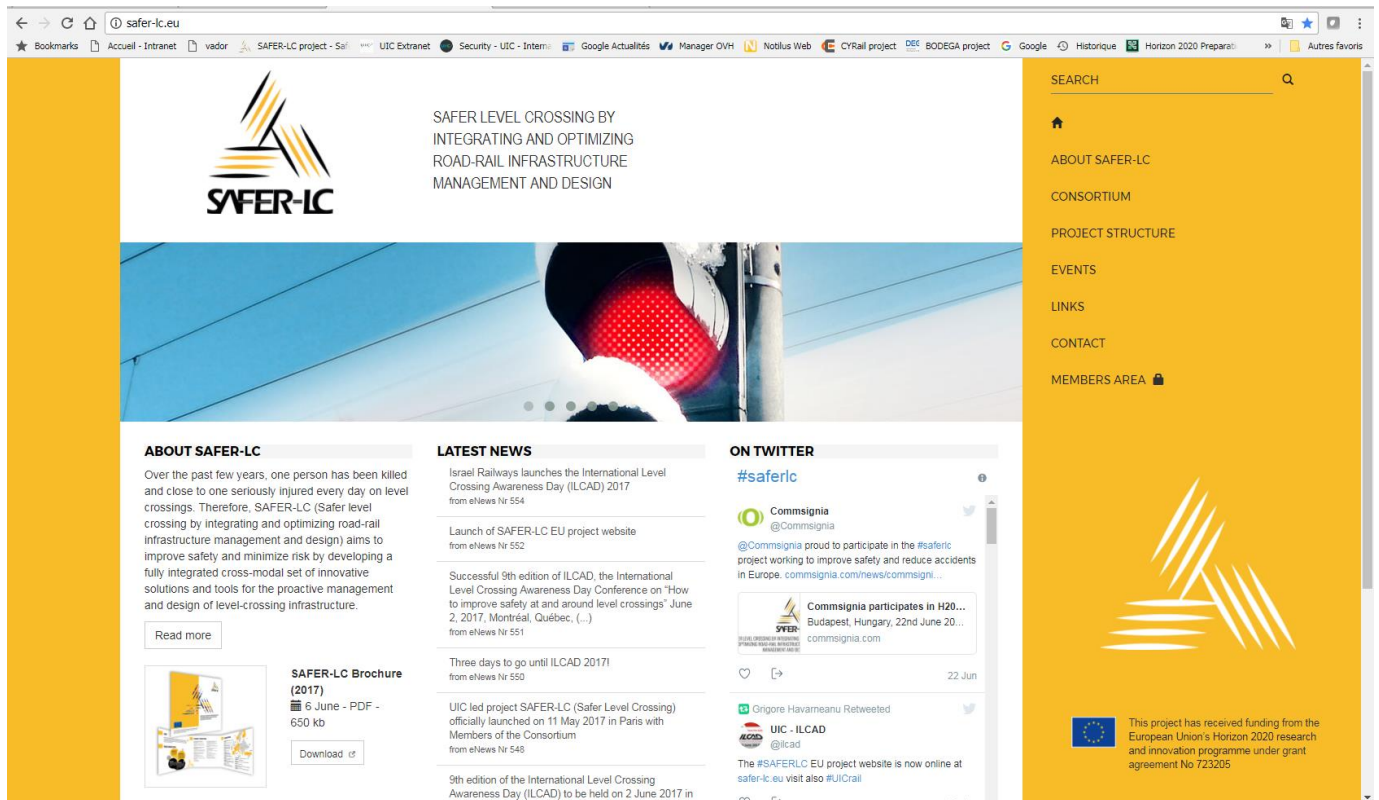 safer-lc.eu
Bookmarks Accueil - Intranet vador SAFER-LC project - Saf UIC Extranet Security - UIC - Interna Google Actualités Manager OVH Notilus Web CYRail project BODEGA project Google Historique Horizon 2020 Preparati » Autres favoris
SAFER-LC
SAFER LEVEL CROSSING BY
INTEGRATING AND OPTIMIZING
ROAD-RAIL INFRASTRUCTURE
MANAGEMENT AND DESIGN
SEARCH
ABOUT SAFER-LC
CONSORTIUM
PROJECT STRUCTURE
EVENTS
LINKS
CONTACT
MEMBERS AREA
ABOUT SAFER-LC
Over the past few years, one person has been killed
and close to one seriously injured every day on level
crossings. Therefore, SAFER-LC (Safer level
crossing by integrating and optimizing road-rail
infrastructure management and design) aims to
improve safety and minimize risk by developing a
fully integrated cross-modal set of innovative
solutions and tools for the proactive management
and design of level-crossing infrastructure.
Read more
SAFER-LC Brochure
(2017)
6 June - PDF -
650 kb
Download
LATEST NEWS
Israel Railways launches the International Level
Crossing Awareness Day (ILCAD) 2017
from eNews Nr 554
Launch of SAFER-LC EU project website
from eNews Nr 552
Successful 9th edition of ILCAD, the International
Level Crossing Awareness Day Conference on “How
to improve safety at and around level crossings” June
2, 2017, Montréal, Québec, (...)
from eNews Nr 551
Three days to go until ILCAD 2017!
from eNews Nr 550
UIC led project SAFER-LC (Safer Level Crossing)
officially launched on 11 May 2017 in Paris with
Members of the Consortium
from eNews Nr 548
9th edition of the International Level Crossing
Awareness Day (ILCAD) to be held on 2 June 2017 in
ON TWITTER
#saferlc
Commsignia
@Commsignia
@Commsignia proud to participate in the #saferlc
project working to improve safety and reduce accidents
in Europe. commsignia.com/news/commsigni...
Commsignia participates in H20...
Budapest, Hungary, 22nd June 20...
commsignia.com
22 Jun
Grigore Havarneanu Retweeted
UIC - ILCAD
@ilcad
The #SAFERLC EU project website is now online at
safer-lc.eu visit also #UICrail
This project has received funding from the
European Union's Horizon 2020 research
and innovation programme under grant
agreement No 723205